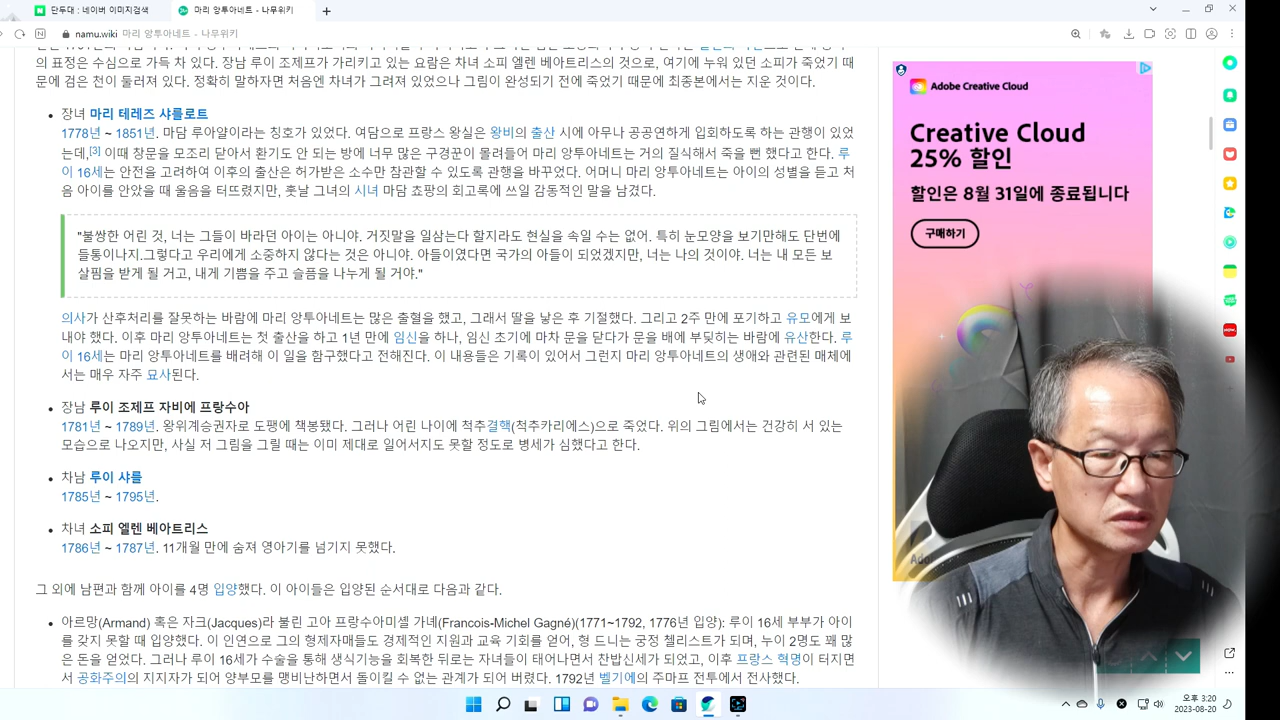 단두대 : 네이버 이미지검색
마리 앙투아네트 - 나무위키
namu.wiki 마리 앙투아네트 - 나무위키
의 표정은 수심으로 가득 차 있다. 장남 루이 조제프가 가리키고 있는 요람은 차녀 소피 엘렌 베아트리스의 것으로, 여기에 누워 있던 소피가 죽었기 때
문에 검은 천이 둘러져 있다. 정확히 말하자면 처음엔 차녀가 그려져 있었으나 그림이 완성되기 전에 죽었기 때문에 최종본에서는 지운 것이다.
장녀 마리 테레즈 샤를로트
1778년 ~ 1851년. 마담 루아얄이라는 칭호가 있었다. 여담으로 프랑스 왕실은 왕비의 출산 시에 아무나 공공연하게 입회하도록 하는 관행이 있었
는데,[3] 이때 창문을 모조리 닫아서 환기도 안 되는 방에 너무 많은 구경꾼이 몰려들어 마리 앙투아네트는 거의 질식해서 죽을 뻔 했다고 한다. 루
이 16세는 안전을 고려하여 이후의 출산은 허가받은 소수만 참관할 수 있도록 관행을 바꾸었다. 어머니 마리 앙투아네트는 아이의 성별을 듣고 처
음 아이를 안았을 때 울음을 터뜨렸지만, 훗날 그녀의 시녀 마담 쵸팡의 회고록에 쓰일 감동적인 말을 남겼다.
"불쌍한 어린 것, 너는 그들이 바라던 아이는 아니야. 거짓말을 일삼는다 할지라도 현실을 속일 수는 없어. 특히 눈모양을 보기만해도 단번에
들통이나지.그렇다고 우리에게 소중하지 않다는 것은 아니야. 아들이였다면 국가의 아들이 되었겠지만, 너는 나의 것이야. 너는 내 모든 보
살핌을 받게 될 거고, 내게 기쁨을 주고 슬픔을 나누게 될 거야."
의사가 산후처리를 잘못하는 바람에 마리 앙투아네트는 많은 출혈을 했고, 그래서 딸을 낳은 후 기절했다. 그리고 2주 만에 포기하고 유모에게 보
내야 했다. 이후 마리 앙투아네트는 첫 출산을 하고 1년 만에 임신을 하나, 임신 초기에 마차 문을 닫다가 문을 배에 부딪히는 바람에 유산한다. 루
이 16세는 마리 앙투아네트를 배려해 이 일을 함구했다고 전해진다. 이 내용들은 기록이 있어서 그런지 마리 앙투아네트의 생애와 관련된 매체에
서는 매우 자주 묘사된다.
장남 루이 조제프 자비에 프랑수아
1781년 ~ 1789년. 왕위계승권자로 도팽에 책봉됐다. 그러나 어린 나이에 척추결핵(척추카리에스)으로 죽었다. 위의 그림에서는 건강히 서 있는
모습으로 나오지만, 사실 저 그림을 그릴 때는 이미 제대로 일어서지도 못할 정도로 병세가 심했다고 한다.
차남 루이 샤를
1785년 ~ 1795년.
차녀 소피 엘렌 베아트리스
1786년 ~ 1787년. 11개월 만에 숨져 영아기를 넘기지 못했다.
그 외에 남편과 함께 아이를 4명 입양했다. 이 아이들은 입양된 순서대로 다음과 같다.
아르망(Armand) 혹은 자크(Jacques)라 불린 고아 프랑수아미셸 가녜(Francois-Michel Gagné)(1771~1792, 1776년 입양): 루이 16세 부부가 아이
를 갖지 못할 때 입양했다. 이 인연으로 그의 형제자매들도 경제적인 지원과 교육 기회를 얻어, 형 드니는 궁정 첼리스트가 되며, 누이 2명도 꽤 많
은 돈을 얻었다. 그러나 루이 16세가 수술을 통해 생식기능을 회복한 뒤로는 자녀들이 태어나면서 찬밥신세가 되었고, 이후 프랑스 혁명이 터지면
서 공화주의의 지지자가 되어 양부모를 맹비난하면서 돌이킬 수 없는 관계가 되어 버렸다. 1792년 벨기에의 주마프 전투에서 전사했다.
Adobe Creative Cloud
Creative Cloud
25% 할인
할인은 8월 31일에 종료됩니다
구매하기
오후 3:20
2023-08-20